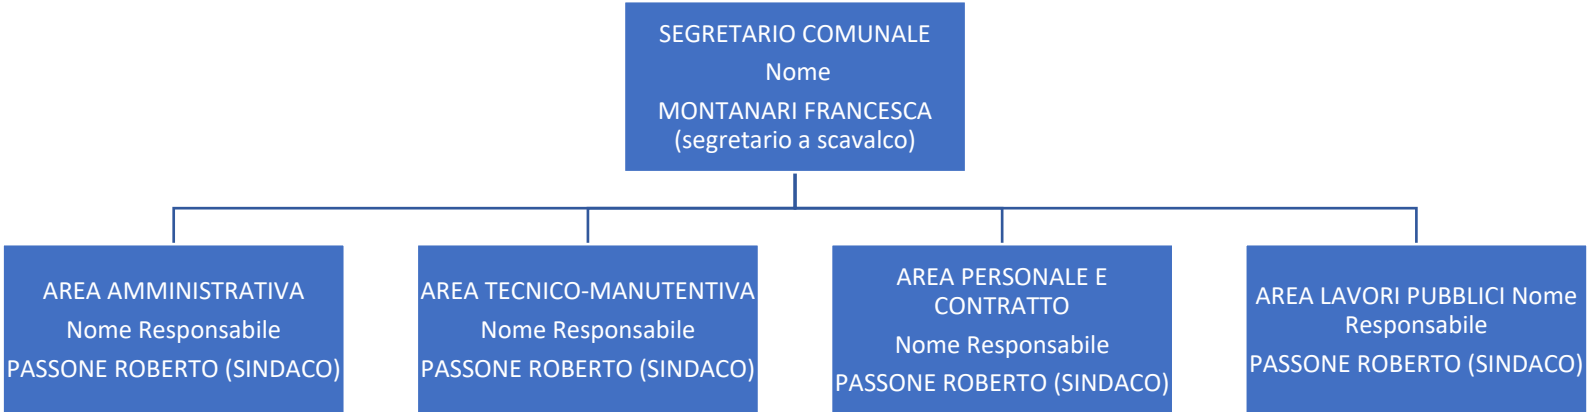 SEGRETARIO COMUNALE
Nome
MONTANARI FRANCESCA
(segretario a scavalco)
AREA AMMINISTRATIVA
Nome Responsabile
PASSONE ROBERTO (SINDACO)
AREA TECNICO-MANUTENTIVA
Nome Responsabile
PASSONE ROBERTO (SINDACO)
AREA PERSONALE E
CONTRATTO
Nome Responsabile
PASSONE ROBERTO (SINDACO)
AREA LAVORI PUBBLICI Nome
Responsabile
PASSONE ROBERTO (SINDACO)